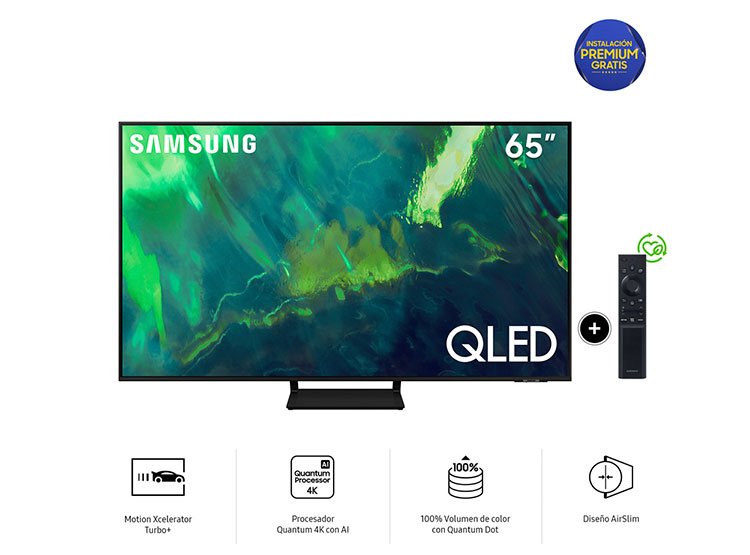 INSTALACIÓN
PREMIUM
GRATIS
SAMSUNG
65"
QLED
SAMSUNG
AI
Quantum
Processor
4K
100%
Motion Xcelerator
Turbo+
Procesador
Quantum 4K con AI
100% Volumen de color
con Quantum Dot
Diseño AirSlim